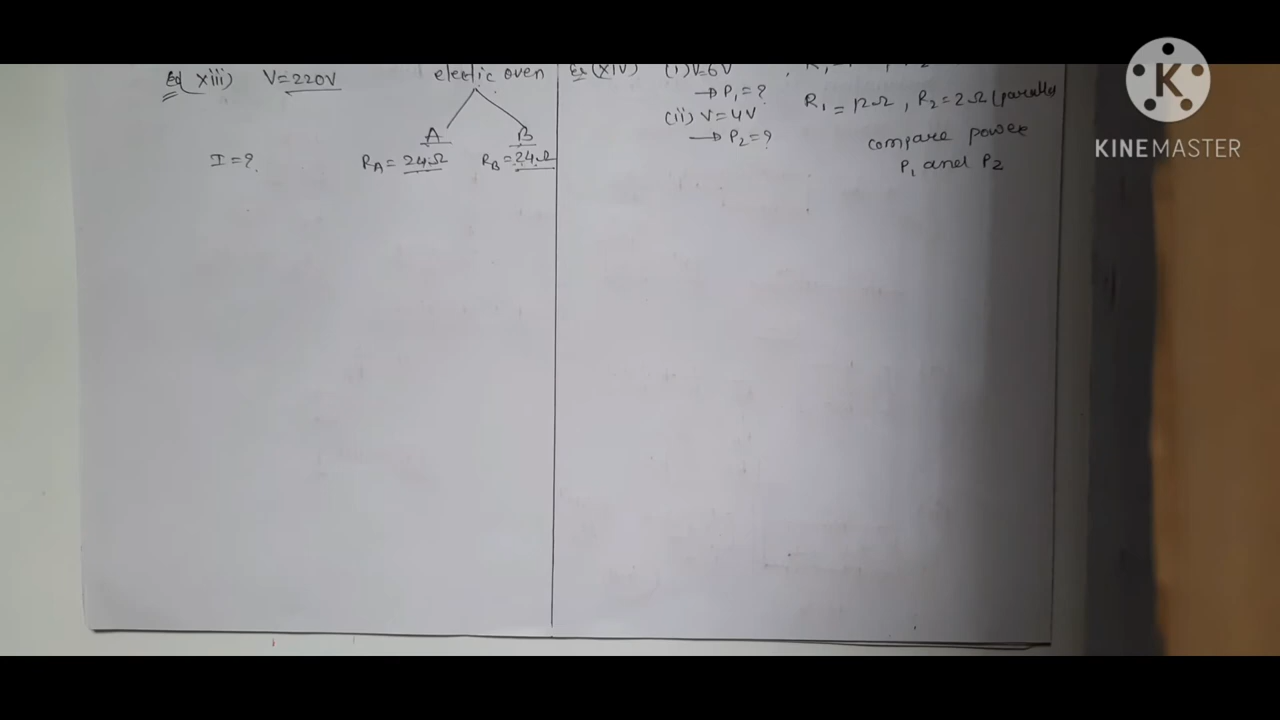 Ex xiii) V=220V electic oven
A B
I=? RA = 24Ω RB = 24Ω
Ex (XIV) (i) V=6V
→ P1 = ?
R1 = 12Ω, R2 = 2Ω (parallel
(ii) V = 4V
→ P2 = ?
compare power
P1 and P2
K
KINEMASTER